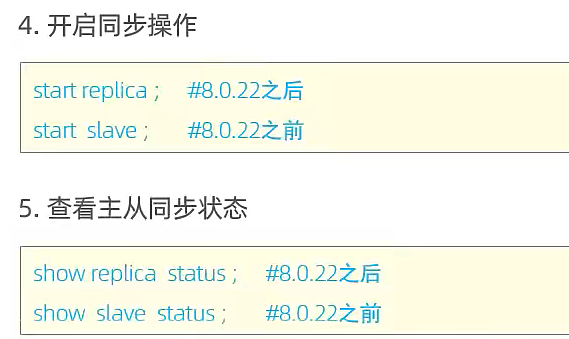 4. 开启同步操作
start replica ;    #8.0.22之后
start  slave ;    #8.0.22之前
5. 查看主从同步状态
show replica  status ;    #8.0.22之后
show  slave  status ;    #8.0.22之前